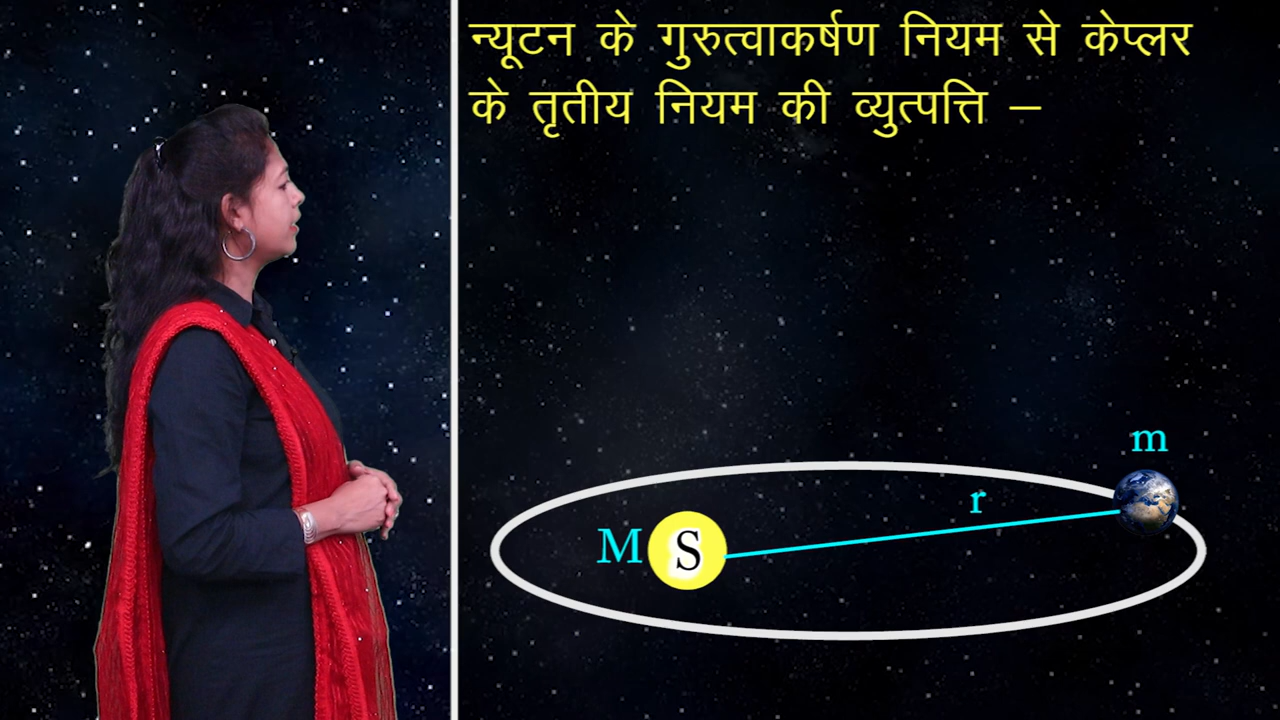 न्यूटन के गुरुत्वाकर्षण नियम से केप्लर
के तृतीय नियम की व्युत्पत्ति –
m
r
M S